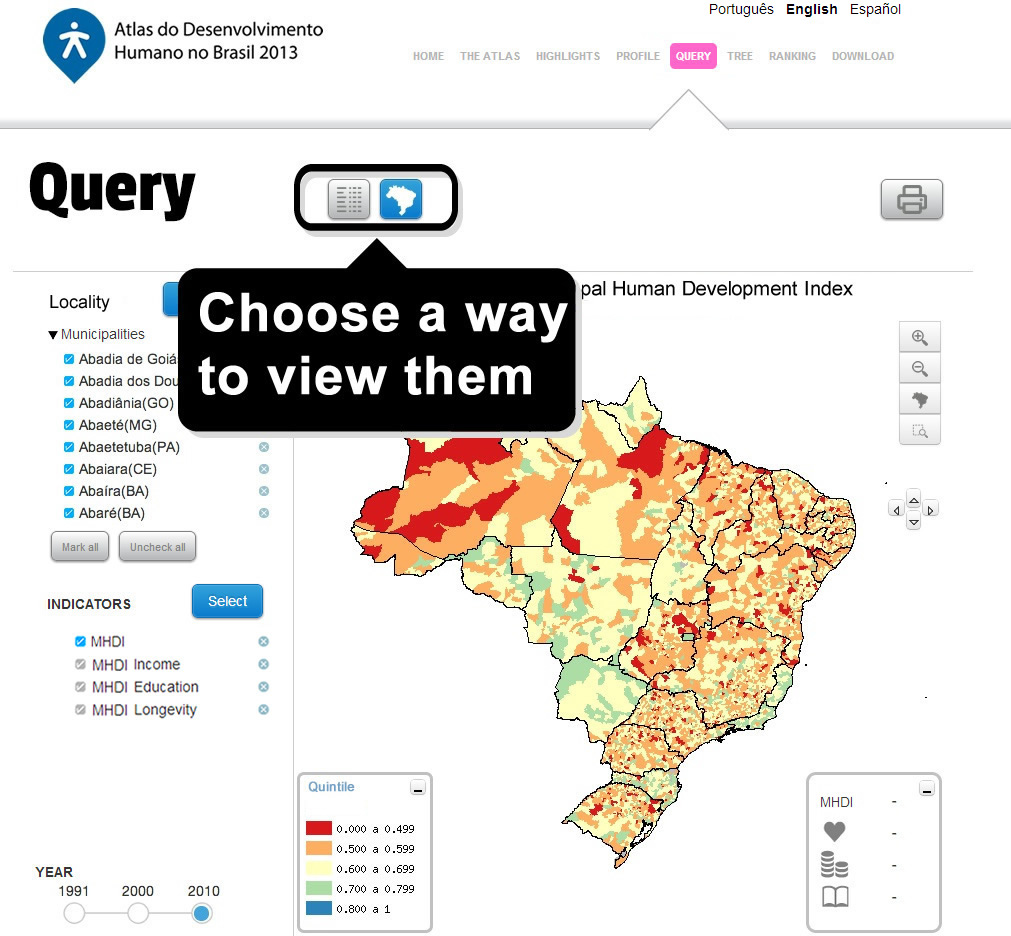 Português English Español
Atlas do Desenvolvimento
Humano no Brasil 2013
HOME THE ATLAS HIGHLIGHTS PROFILE QUERY TREE RANKING DOWNLOAD
Query
Choose a way
to view them
pal Human Development Index
Locality
Municipalities
Abadia de Goiá
Abadia dos Dou
Abadiânia(GO)
Abaeté(MG)
Abaetetuba(PA)
Abaiara(CE)
Abaíra(BA)
Abaré(BA)
Mark all Uncheck all
INDICATORS Select
MHDI
MHDI Income
MHDI Education
MHDI Longevity
YEAR
1991 2000 2010
Quintile
0.000 a 0.499
0.500 a 0.599
0.600 a 0.699
0.700 a 0.799
0.800 a 1
MHDI -
-
-
-